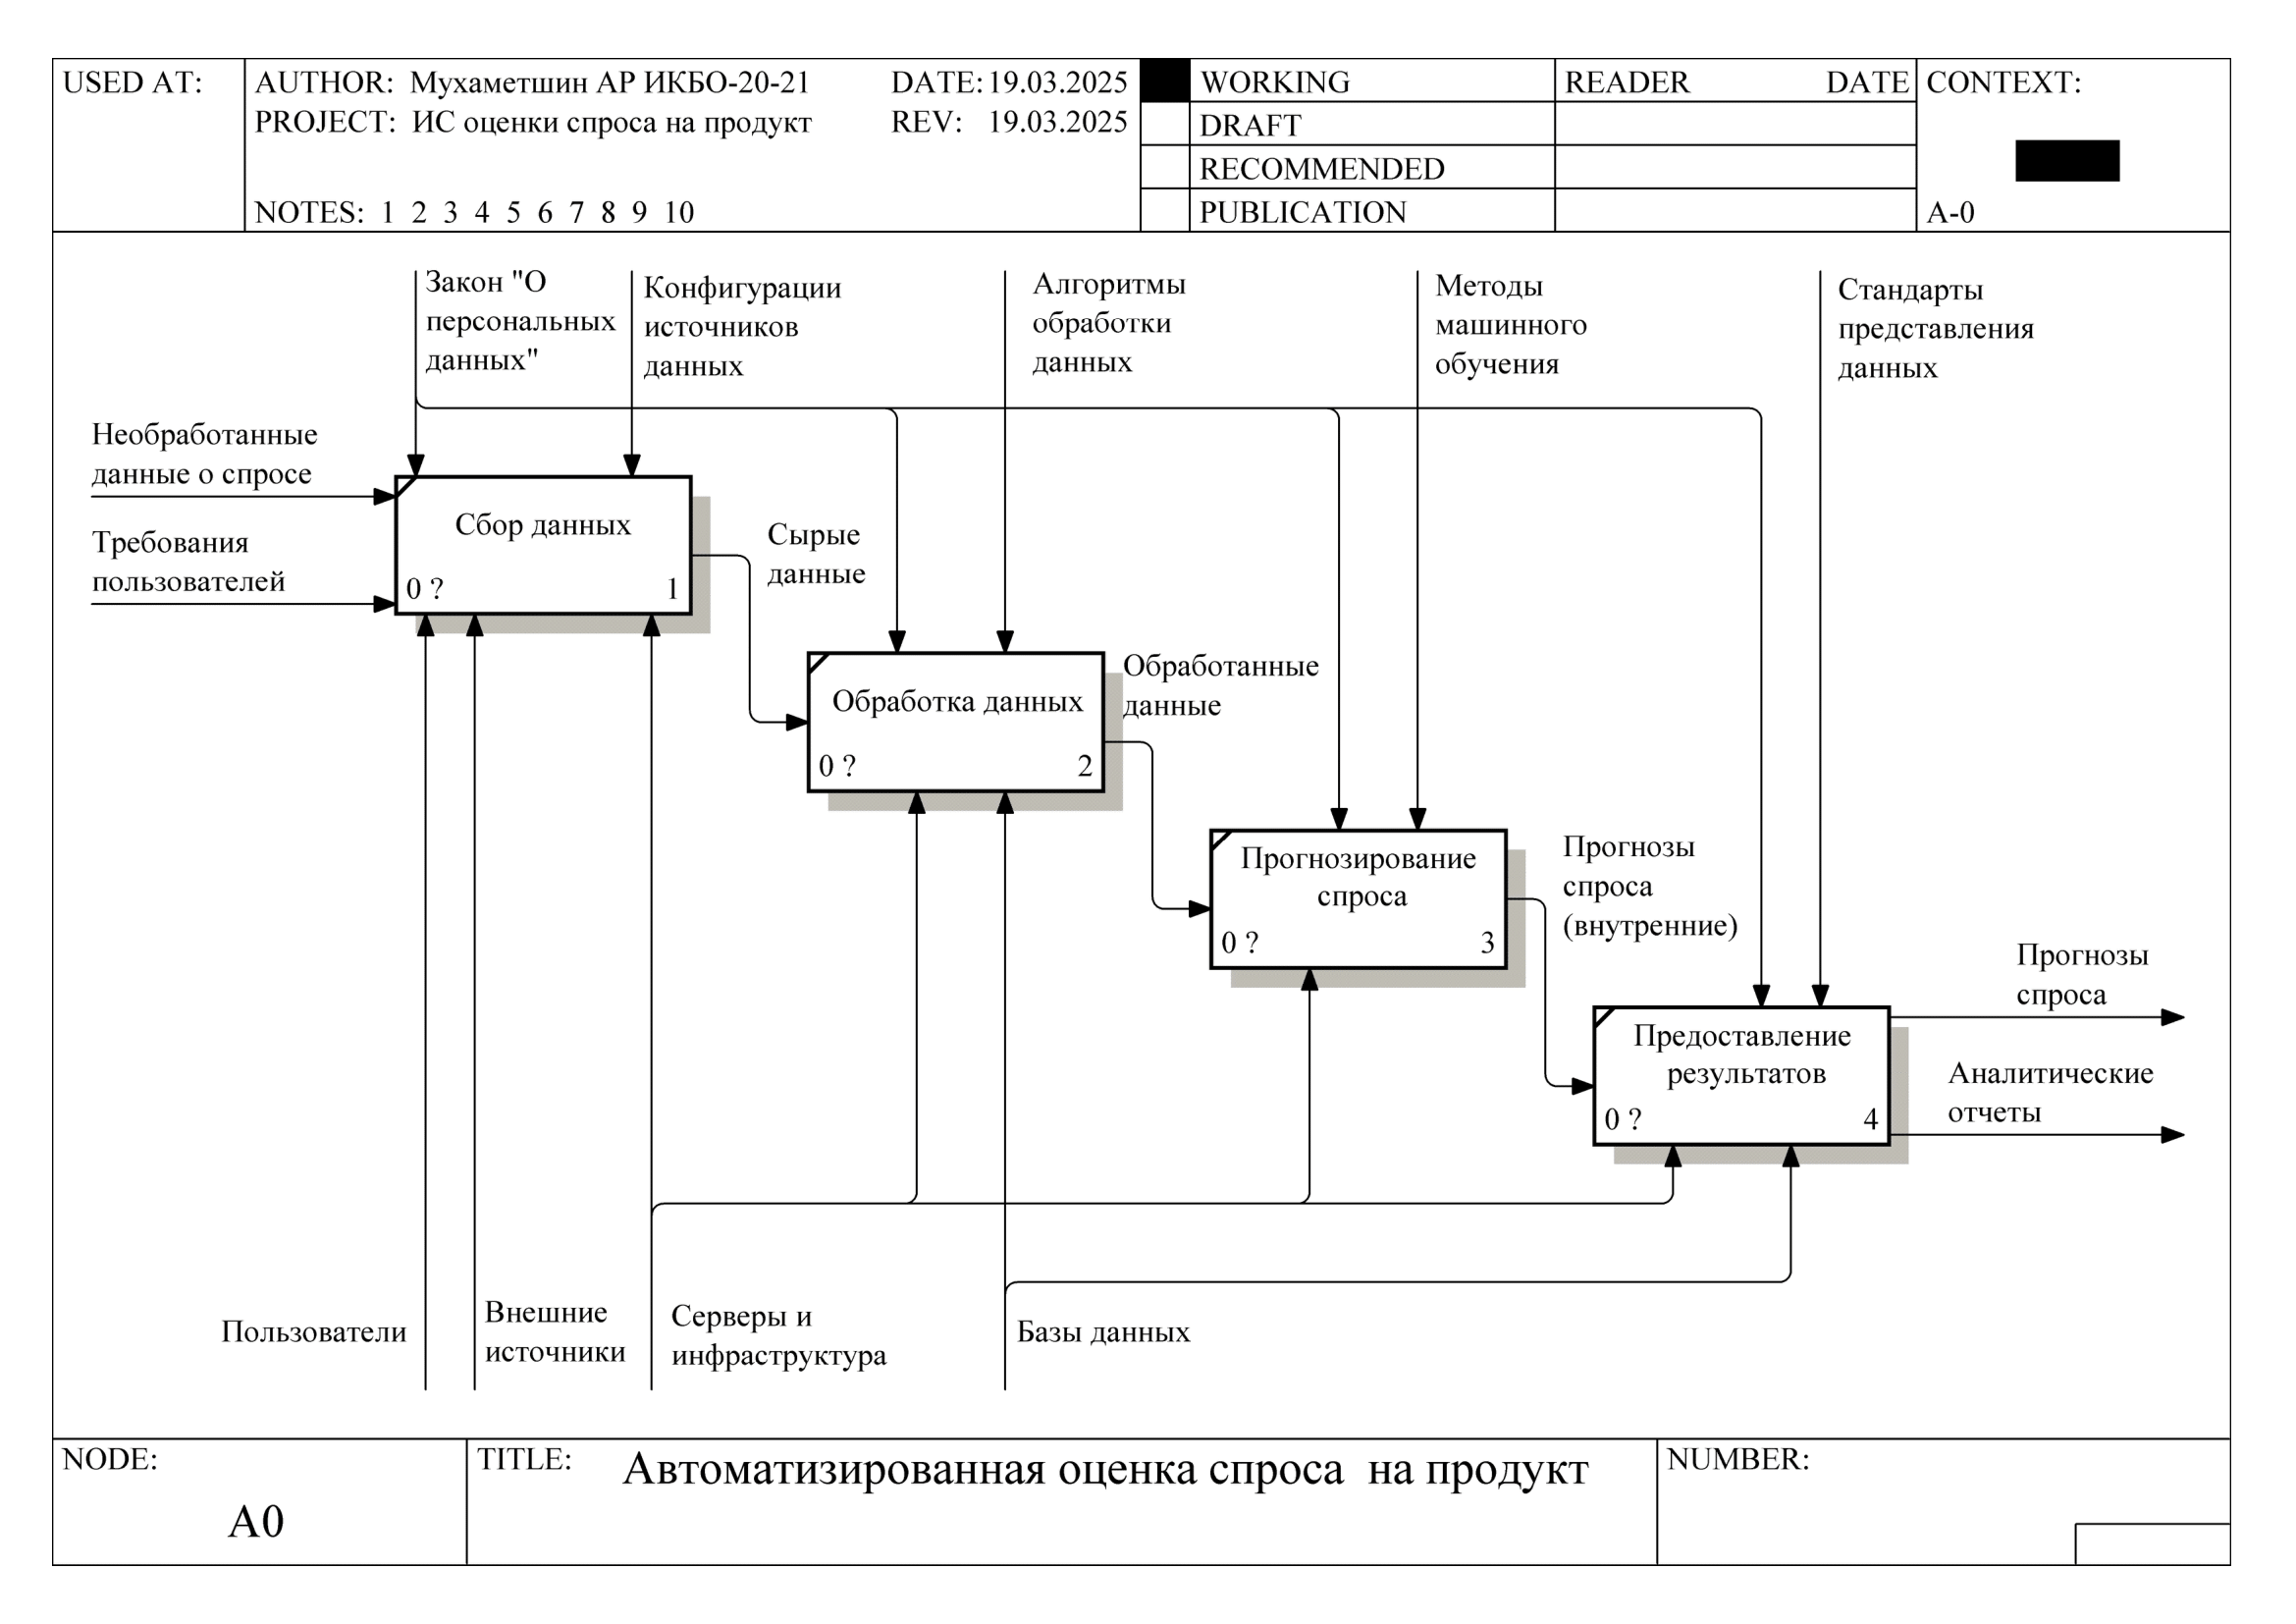 USED AT:
AUTHOR: Мухаметшин АР ИКБО-20-21
DATE: 19.03.2025
PROJECT: ИС оценки спроса на продукт
REV: 19.03.2025
NOTES: 1 2 3 4 5 6 7 8 9 10
WORKING
DRAFT
RECOMMENDED
PUBLICATION
READER
DATE
CONTEXT:
A-0
Закон "О
персональных
данных"
Конфигурации
источников
данных
Алгоритмы
обработки
данных
Методы
машинного
обучения
Стандарты
представления
данных
Необработанные
данные о спросе
Требования
пользователей
Сбор данных
0 ?
1
Сырые
данные
Обработка данных
0 ?
2
Обработанные
данные
Прогнозирование
спроса
0 ?
3
Прогнозы
спроса
(внутренние)
Предоставление
результатов
0 ?
4
Прогнозы
спроса
Аналитические
отчеты
Пользователи
Внешние
источники
Серверы и
инфраструктура
Базы данных
NODE:
A0
TITLE:
Автоматизированная оценка спроса на продукт
NUMBER: